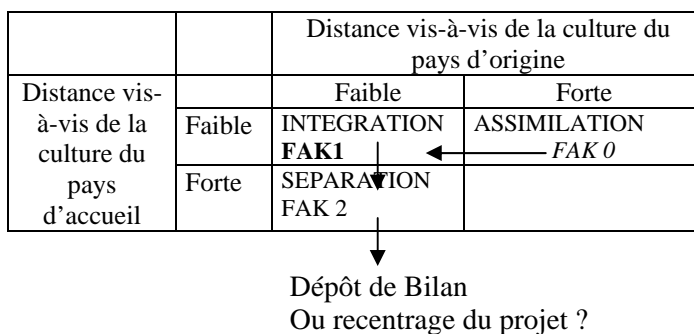 Distance vis-à-vis de la culture du
pays d'origine
Distance vis-
à-vis de la
culture du
pays
d'accueil
Faible Forte
Faible INTEGRATION ASSIMILATION
FAK1 FAK 0
Forte SEPARATION
FAK 2
Dépôt de Bilan
Ou recentrage du projet ?